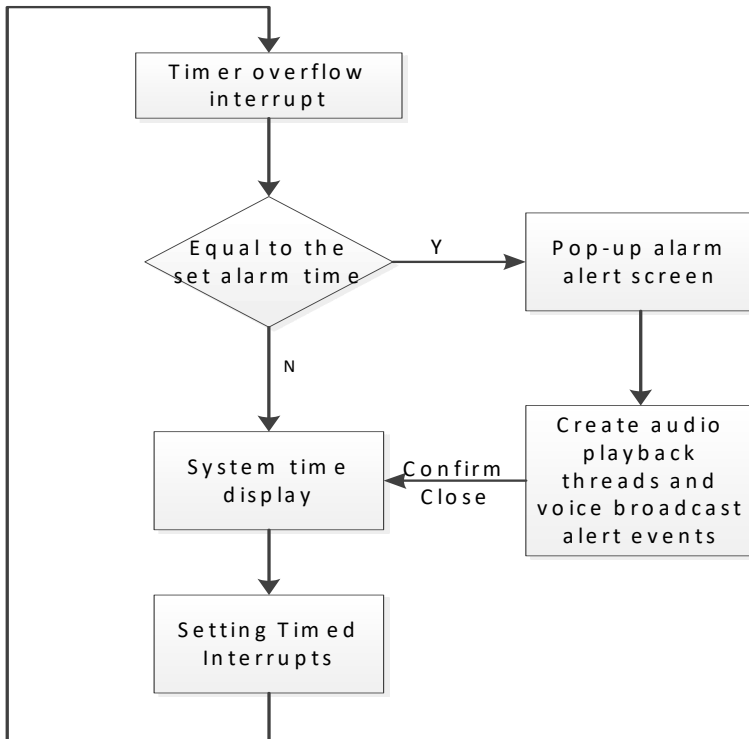 Timer overflow
interrupt
Equal to the
set alarm time
Y
Pop-up alarm
alert screen
N
Create audio
playback
threads and
voice broadcast
alert events
Confirm
Close
System time
display
Setting Timed
Interrupts